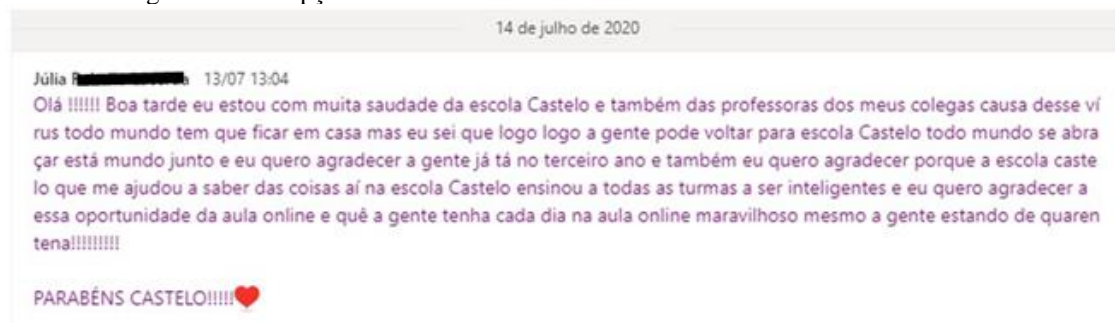 14 de julho de 2020
Júlia 13/07 13:04
Olá !!!!!! Boa tarde eu estou com muita saudade da escola Castelo e também das professoras dos meus colegas causa desse ví
rus todo mundo tem que ficar em casa mas eu sei que logo logo a gente pode voltar para escola Castelo todo mundo se abra
çar está mundo junto e eu quero agradecer a gente já tá no terceiro ano e também eu quero agradecer porque a escola caste
lo que me ajudou a saber das coisas aí na escola Castelo ensinou a todas as turmas a ser inteligentes e eu quero agradecer a
essa oportunidade da aula online e quê a gente tenha cada dia na aula online maravilhoso mesmo a gente estando de quaren
tena!!!!!!!!!
PARABÉNS CASTELO!!!!!❤